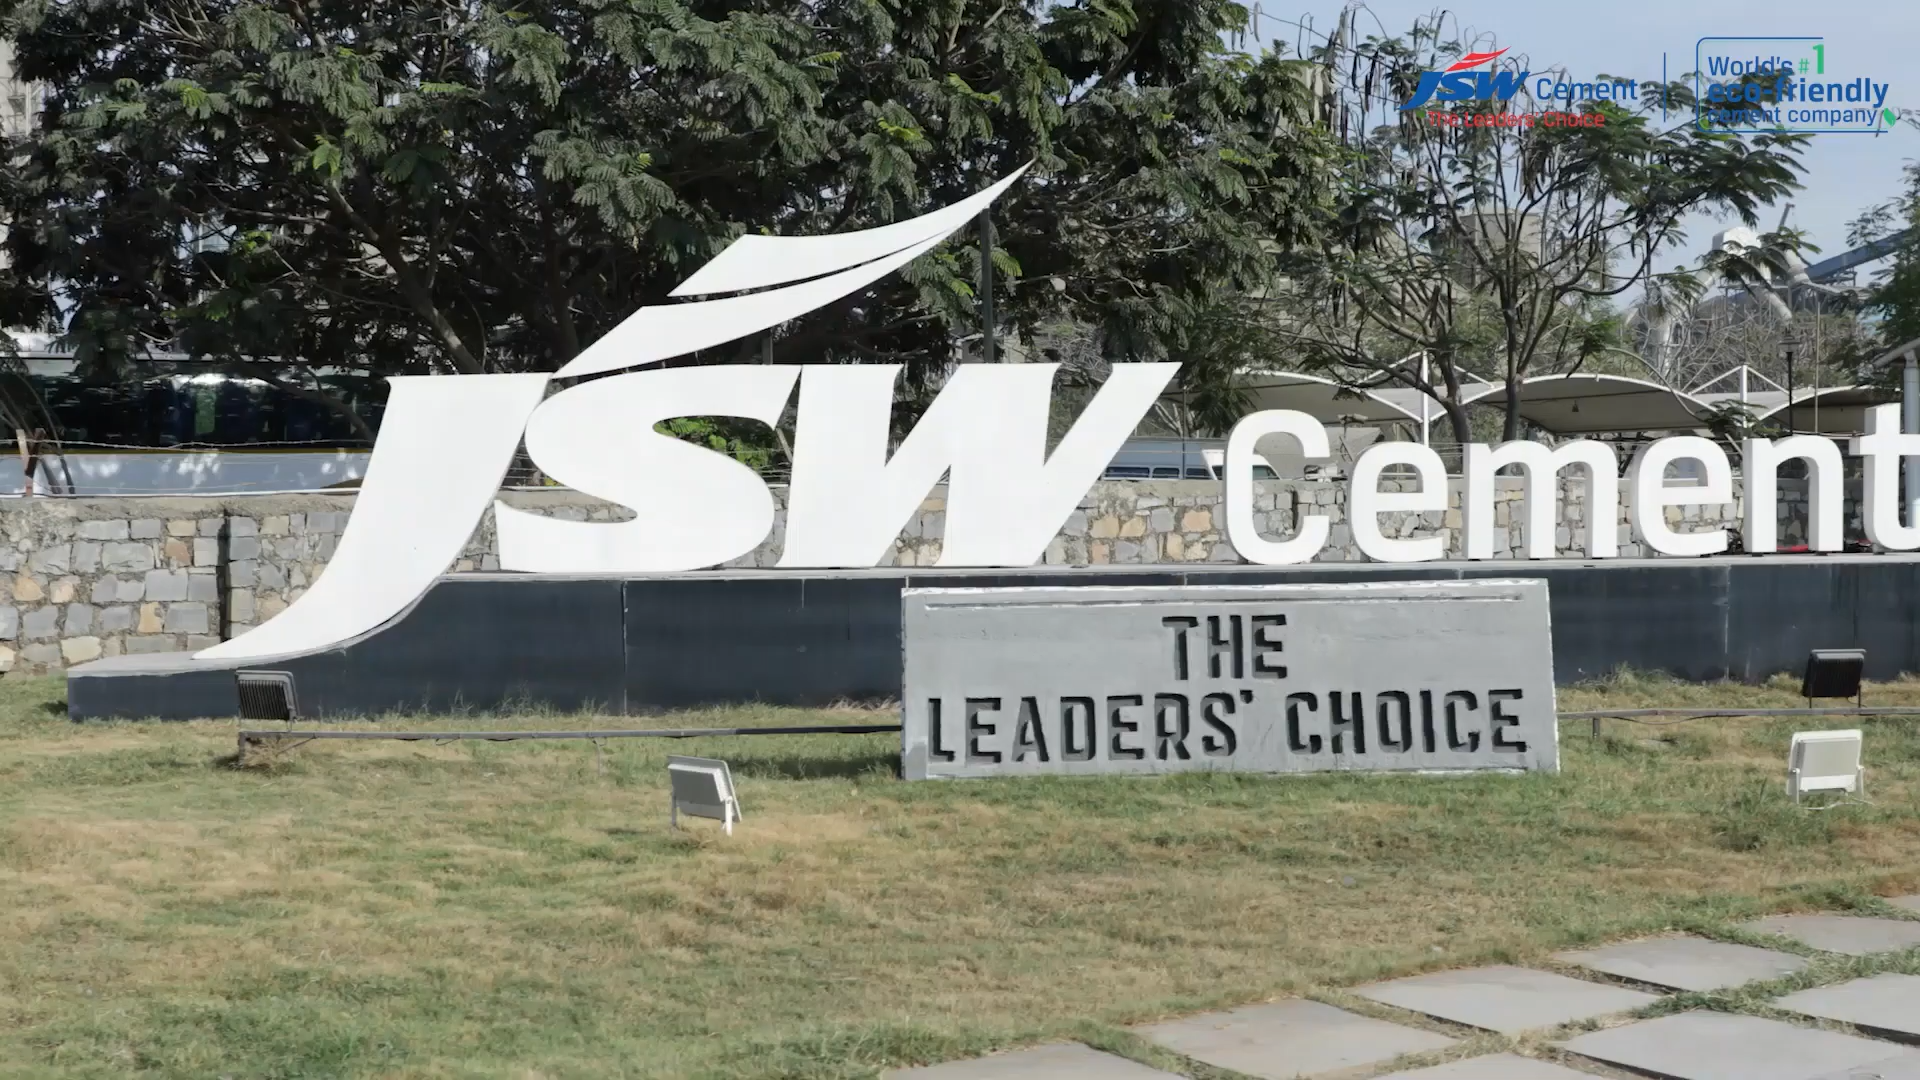 JSW Cement
The Leaders' Choice
World's #1
eco-friendly
cement company
JSW Cement
THE
LEADERS' CHOICE